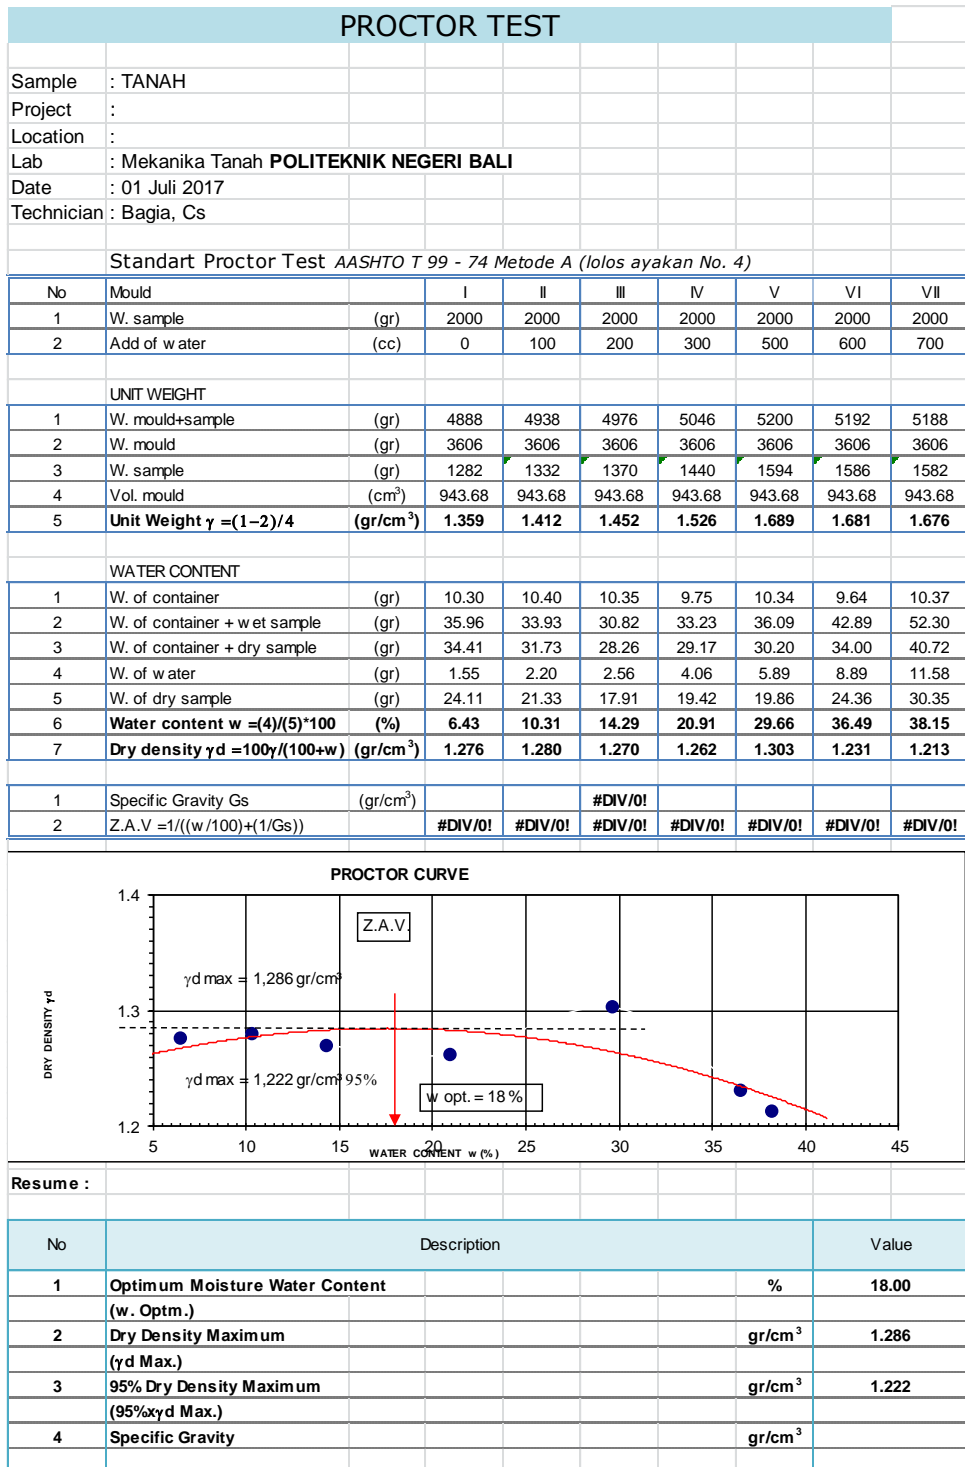 PROCTOR TEST
Sample : TANAH
Project :
Location :
Lab : Mekanika Tanah POLITEKNIK NEGERI BALI
Date : 01 Juli 2017
Technician : Bagia, Cs
Standart Proctor Test AASHTO T 99 - 74 Metode A (lolos ayakan No. 4)
No Mould I II III IV V VI VII
1 W. sample (gr) 2000 2000 2000 2000 2000 2000 2000
2 Add of water (cc) 0 100 200 300 500 600 700
UNIT WEIGHT
1 W. mould+sample (gr) 4888 4938 4976 5046 5200 5192 5188
2 W. mould (gr) 3606 3606 3606 3606 3606 3606 3606
3 W. sample (gr) 1282 1332 1370 1440 1594 1586 1582
4 Vol. mould (cm³) 943.68 943.68 943.68 943.68 943.68 943.68 943.68
5 Unit Weight γ =(1−2)/4 (gr/cm³) 1.359 1.412 1.452 1.526 1.689 1.681 1.676
WATER CONTENT
1 W. of container (gr) 10.30 10.40 10.35 9.75 10.34 9.64 10.37
2 W. of container + wet sample (gr) 35.96 33.93 30.82 33.23 36.09 42.89 52.30
3 W. of container + dry sample (gr) 34.41 31.73 28.26 29.17 30.20 34.00 40.72
4 W. of water (gr) 1.55 2.20 2.56 4.06 5.89 8.89 11.58
5 W. of dry sample (gr) 24.11 21.33 17.91 19.42 19.86 24.36 30.35
6 Water content w =(4)/(5)*100 (%) 6.43 10.31 14.29 20.91 29.66 36.49 38.15
7 Dry density γd =100γ/(100+w) (gr/cm³) 1.276 1.280 1.270 1.262 1.303 1.231 1.213
1 Specific Gravity Gs (gr/cm³) #DIV/0!
2 Z.A.V =1/((w/100)+(1/Gs)) #DIV/0! #DIV/0! #DIV/0! #DIV/0! #DIV/0! #DIV/0! #DIV/0!
PROCTOR CURVE
1.4
Z.A.V.
γd max = 1,286 gr/cm³
1.3
DRY DENSITY γd
γd max = 1,222 gr/cm³ 95%
w opt. = 18 %
1.2
5 10 15 20 25 30 35 40 45
WATER CONTENT w (%)
Resume :
No Description Value
1 Optimum Moisture Water Content % 18.00
(w. Optm.)
2 Dry Density Maximum gr/cm³ 1.286
(γd Max.)
3 95% Dry Density Maximum gr/cm³ 1.222
(95%xγd Max.)
4 Specific Gravity gr/cm³